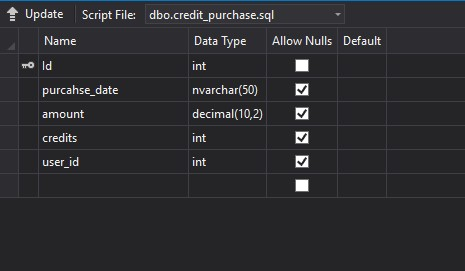 Update Script File: dbo.credit_purchase.sql
Name Data Type Allow Nulls Default
Id int
purcahse_date nvarchar(50)
amount decimal(10,2)
credits int
user_id int